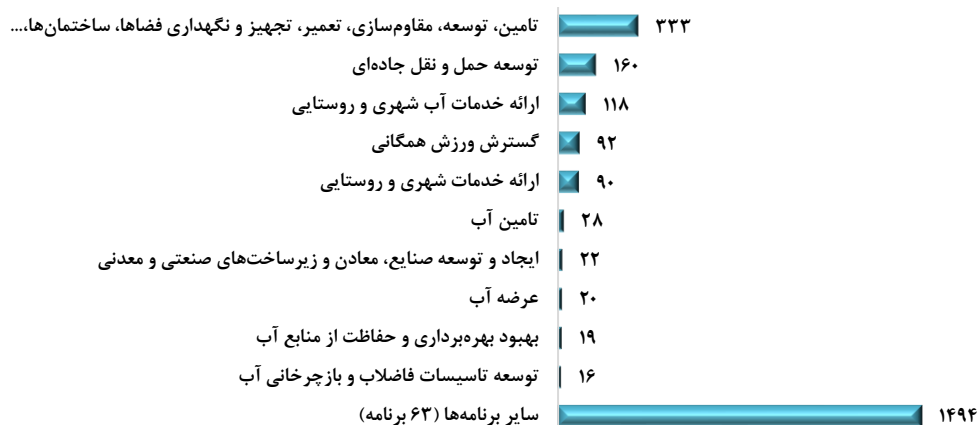 تامین، توسعه، مقاوم‌سازی، تعمیر، تجهیز و نگهداری فضاها، ساختمان‌ها،... ۳۳۳
توسعه حمل و نقل جاده‌ای ۱۶۰
ارائه خدمات آب شهری و روستایی ۱۱۸
گسترش ورزش همگانی ۹۲
ارائه خدمات شهری و روستایی ۹۰
تامین آب ۲۸
ایجاد و توسعه صنایع، معادن و زیرساخت‌های صنعتی و معدنی ۲۲
عرضه آب ۲۰
بهبود بهره‌برداری و حفاظت از منابع آب ۱۹
توسعه تاسیسات فاضلاب و بازچرخانی آب ۱۶
سایر برنامه‌ها (۶۳ برنامه) ۱۴۹۴